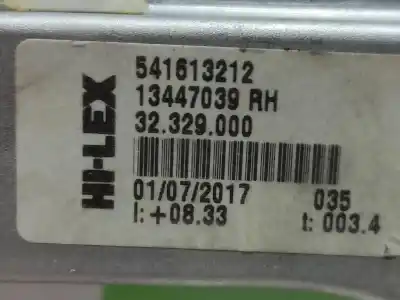 HI-LEX
541613212
13447039 RH
32.329.000
01/07/2017 035
I:+08.33 t: 003.4